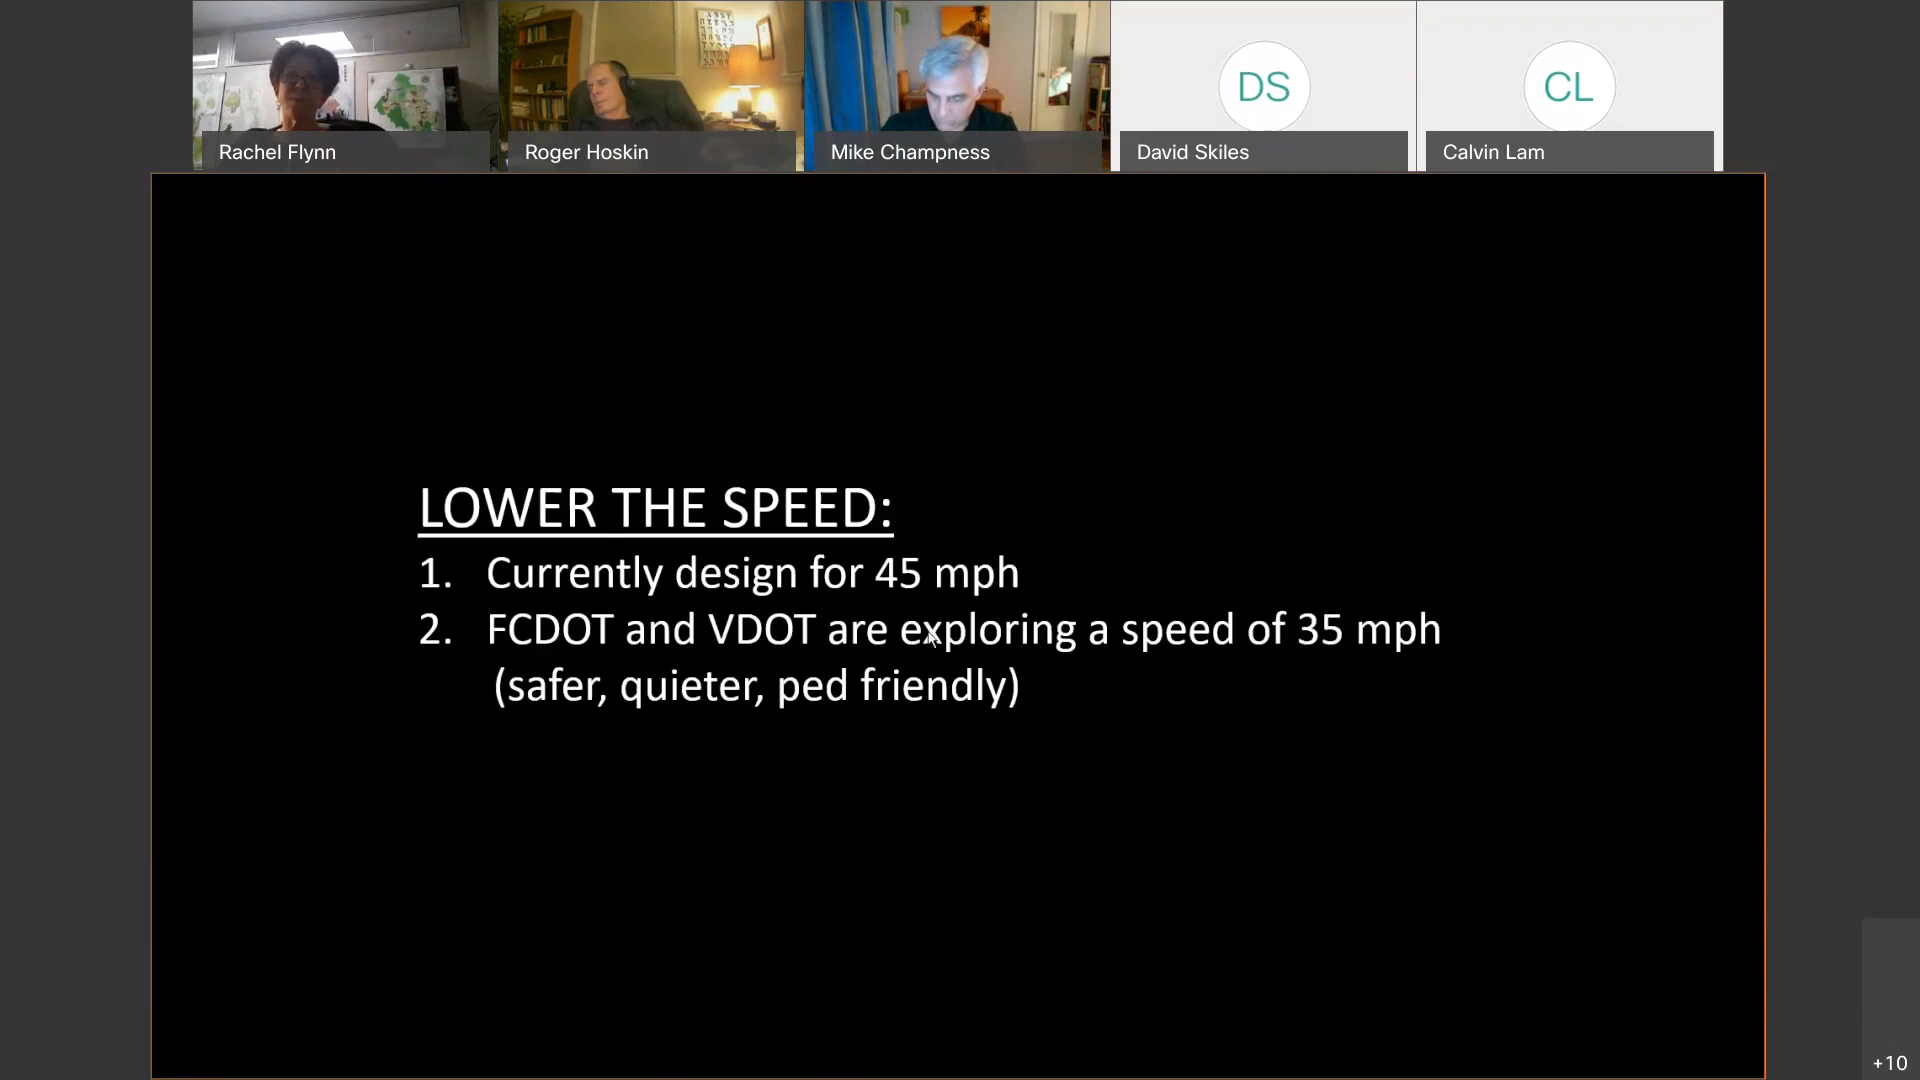 DS
CL
Rachel Flynn
Roger Hoskin
Mike Champness
David Skiles
Calvin Lam
LOWER THE SPEED:
1. Currently design for 45 mph
2. FCDOT and VDOT are exploring a speed of 35 mph
(safer, quieter, ped friendly)
+10